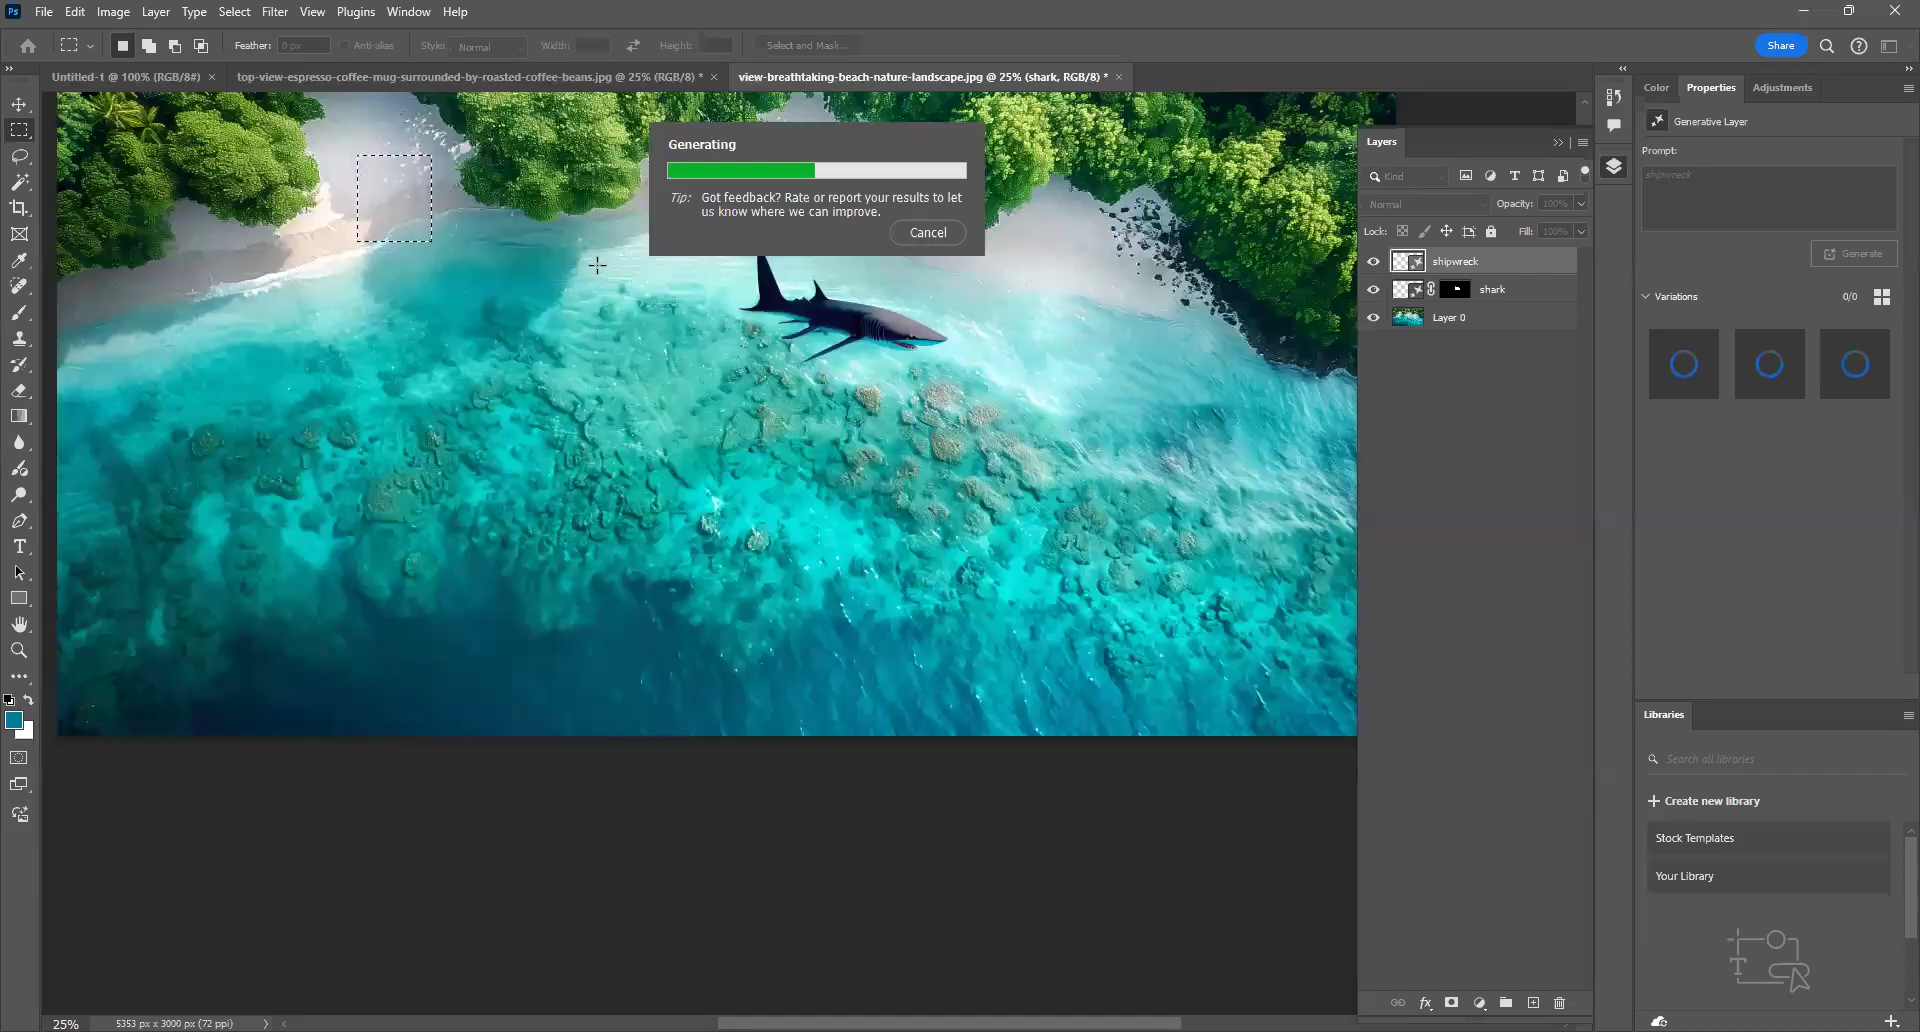 Ps File Edit Image Layer Type Select Filter View Plugins Window Help
Feather: 0 px Anti-alias Style: Normal Width: Height: Select and Mask... Share
Untitled-1 @ 100% (RGB/8#) × top-view-espresso-coffee-mug-surrounded-by-roasted-coffee-beans.jpg @ 25% (RGB/8) * × view-breathtaking-beach-nature-landscape.jpg @ 25% (shark, RGB/8) * ×
Generating
Tip: Got feedback? Rate or report your results to let
us know where we can improve.
Cancel
Layers
Kind
Normal Opacity: 100%
Lock: Fill: 100%
shipwreck
shark
Layer 0
Color Properties Adjustments
Generative Layer
Prompt:
shipwreck
Generate
Variations 0/0
Libraries
Search all libraries
Create new library
Stock Templates
Your Library
25% 5353 px x 3000 px (72 ppi)